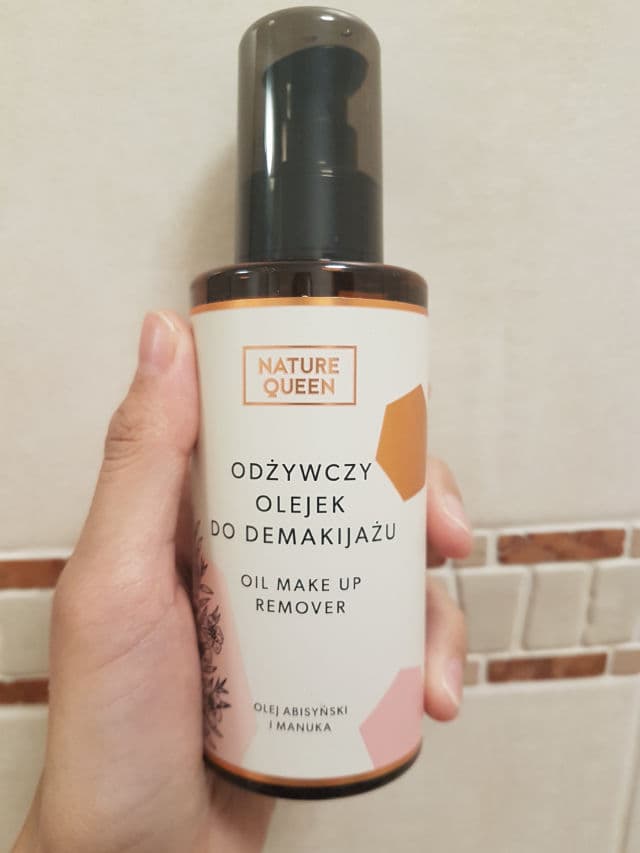 NATURE
QUEEN
ODŻYWCZY
OLEJEK
DO DEMAKIJAŻU
OIL MAKE UP
REMOVER
OLEJ ABISYŃSKI
I MANUKA